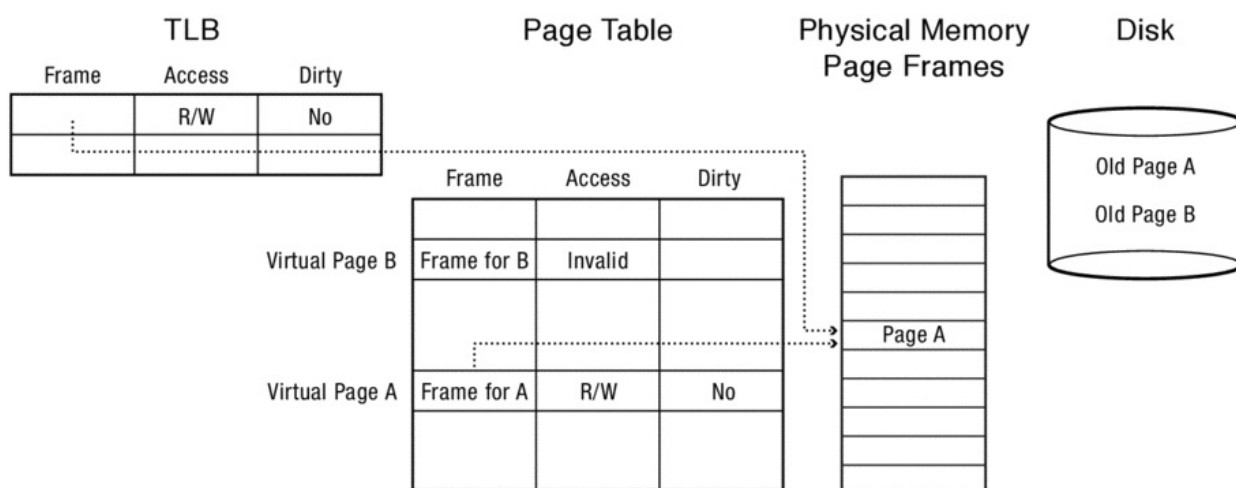 TLB
Page Table
Physical Memory
Page Frames
Disk
Frame Access Dirty
R/W No
Old Page A
Old Page B
Frame Access Dirty
Virtual Page B Frame for B Invalid
Page A
Virtual Page A Frame for A R/W No